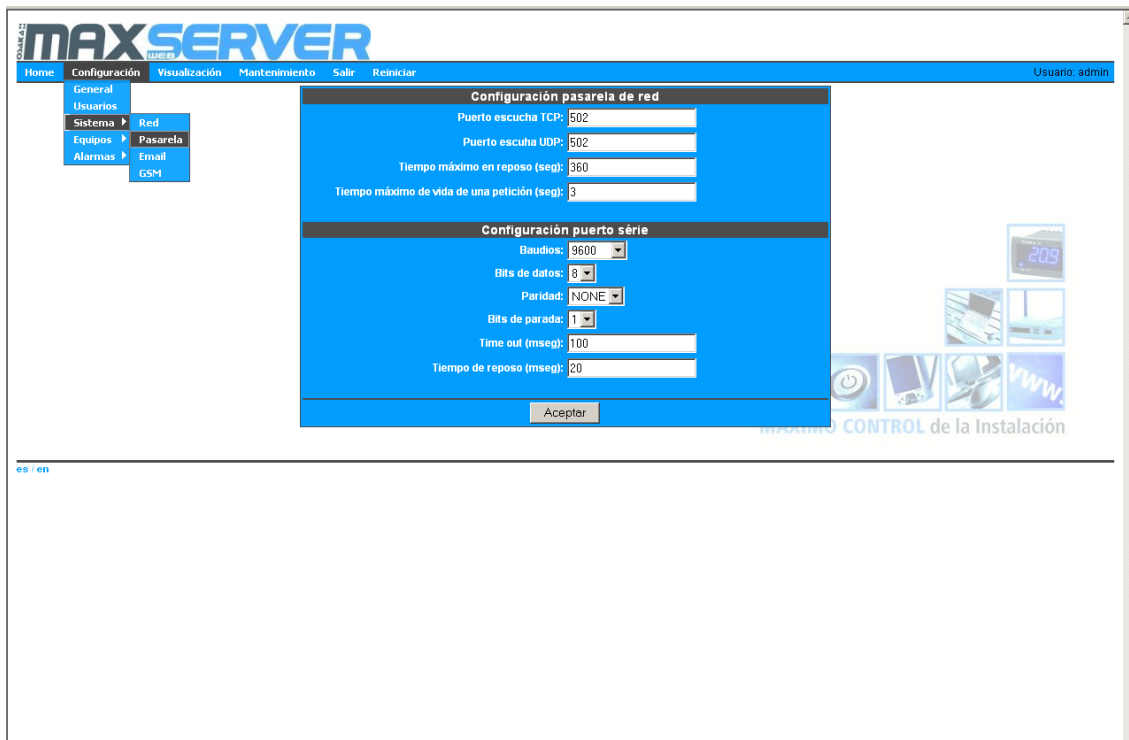 OSAKA
MAXSERVER
WEB
Home Configuración Visualización Mantenimiento Salir Reiniciar Usuario: admin
General
Usuarios
Sistema Red
Equipos Pasarela
Alarmas Email
GSM
Configuración pasarela de red
Puerto escucha TCP: 502
Puerto escuha UDP: 502
Tiempo máximo en reposo (seg): 360
Tiempo máximo de vida de una petición (seg): 3
Configuración puerto série
Baudios: 9600
Bits de datos: 8
Paridad: NONE
Bits de parada: 1
Time out (mseg): 100
Tiempo de reposo (mseg): 20
Aceptar
209
www.
MAXIMO CONTROL de la Instalación
es / en